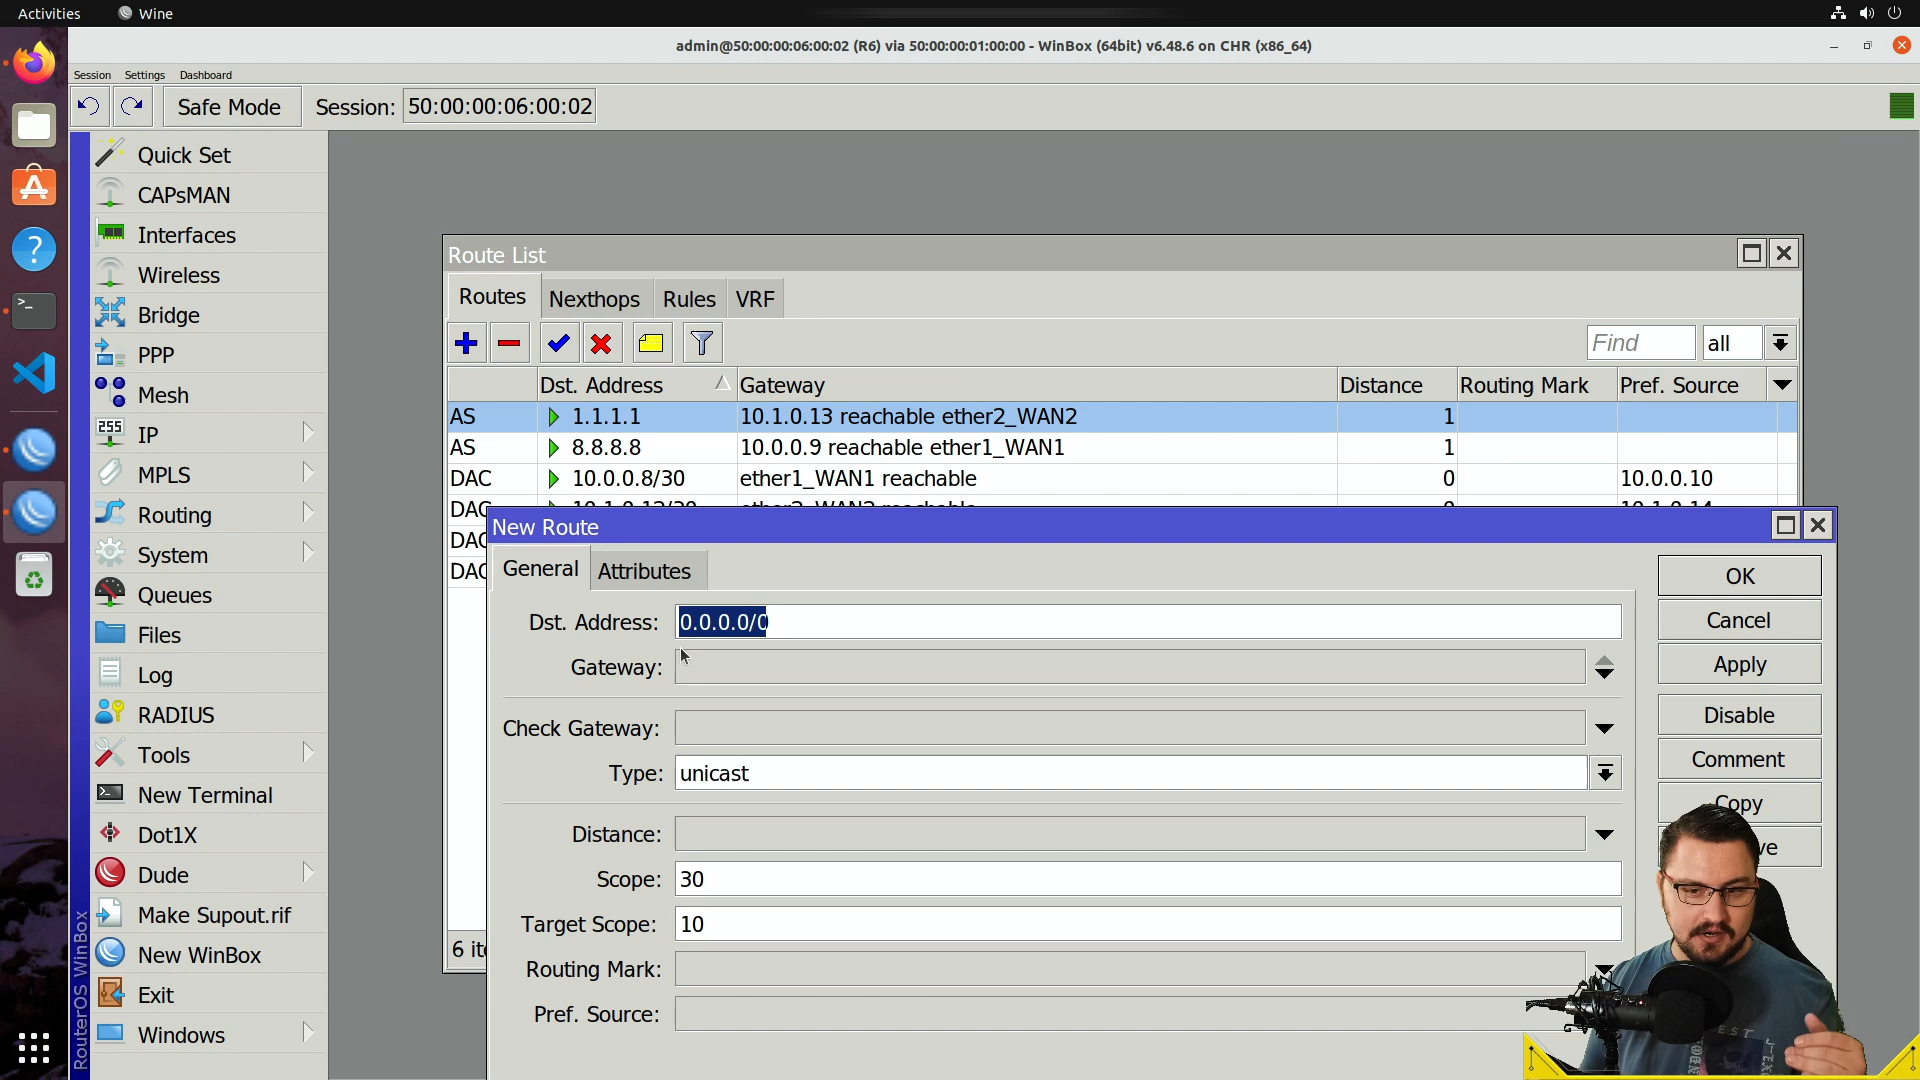 Activities
Wine
admin@50:00:00:06:00:02 (R6) via 50:00:00:01:00:00 - WinBox (64bit) v6.48.6 on CHR (x86_64)
Session Settings Dashboard
Safe Mode Session: 50:00:00:06:00:02
Quick Set
CAPsMAN
Interfaces
Wireless
Bridge
PPP
Mesh
IP
MPLS
Routing
System
Queues
Files
Log
RADIUS
Tools
New Terminal
Dot1X
Dude
Make Supout.rif
New WinBox
Exit
Windows
RouterOS WinBox
Route List
Routes Nexthops Rules VRF
Find all
Dst. Address Gateway Distance Routing Mark Pref. Source
AS 1.1.1.1 10.1.0.13 reachable ether2_WAN2 1
AS 8.8.8.8 10.0.0.9 reachable ether1_WAN1 1
DAC 10.0.0.8/30 ether1_WAN1 reachable 0 10.0.0.10
New Route
General Attributes
Dst. Address: 0.0.0.0/0
Gateway:
Check Gateway:
Type: unicast
Distance:
Scope: 30
Target Scope: 10
Routing Mark:
Pref. Source:
OK
Cancel
Apply
Disable
Comment
Copy